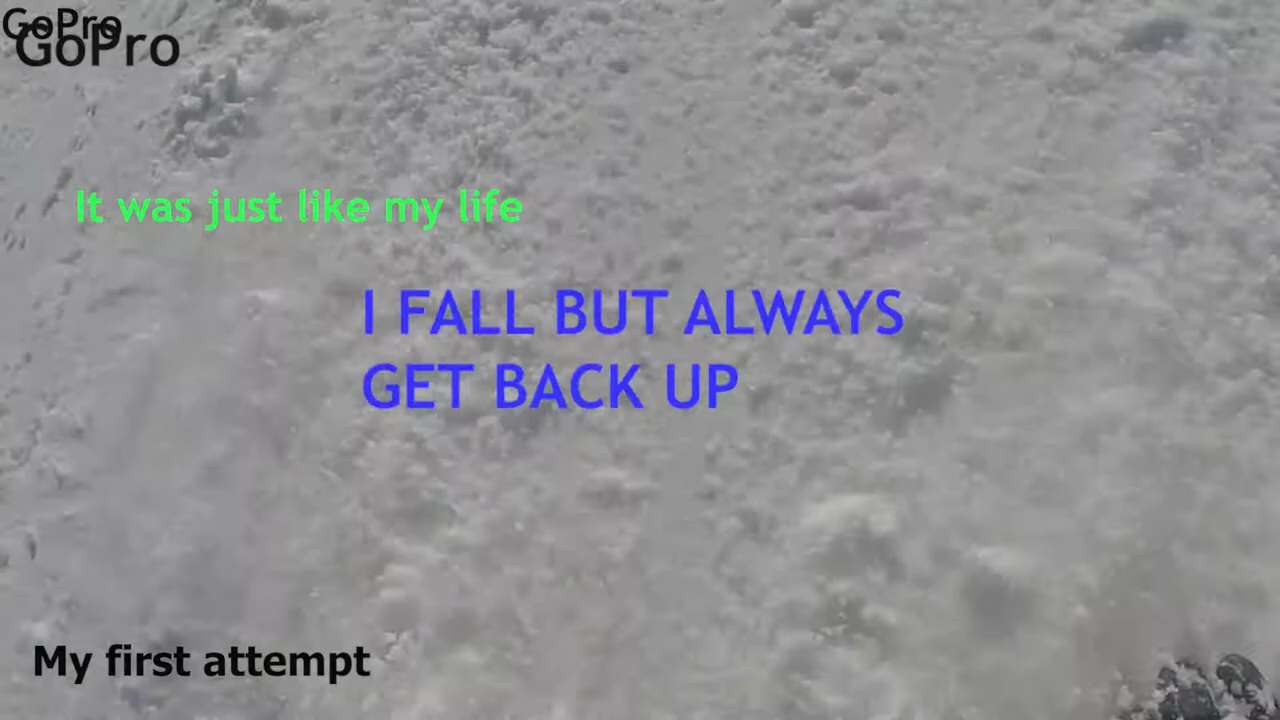 GoPro
GoPro
It was just like my life
I FALL BUT ALWAYS
GET BACK UP
My first attempt